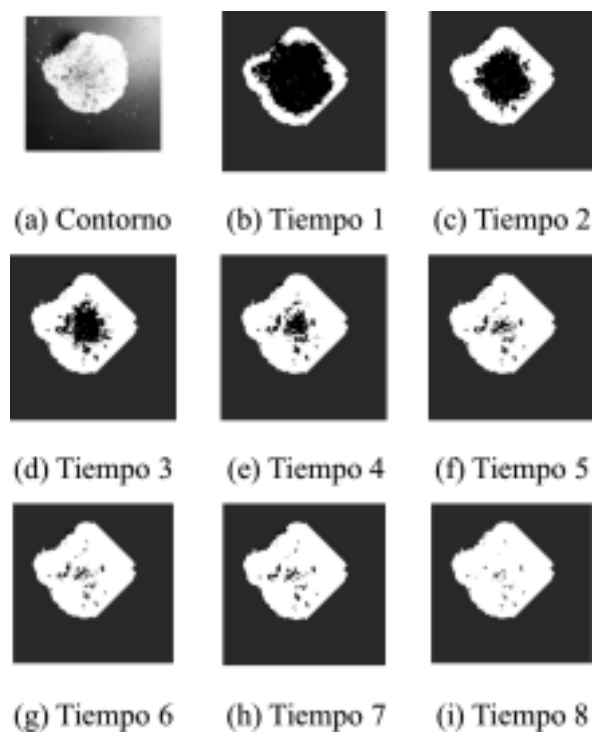 (a) Contorno (b) Tiempo 1 (c) Tiempo 2
(d) Tiempo 3 (e) Tiempo 4 (f) Tiempo 5
(g) Tiempo 6 (h) Tiempo 7 (i) Tiempo 8